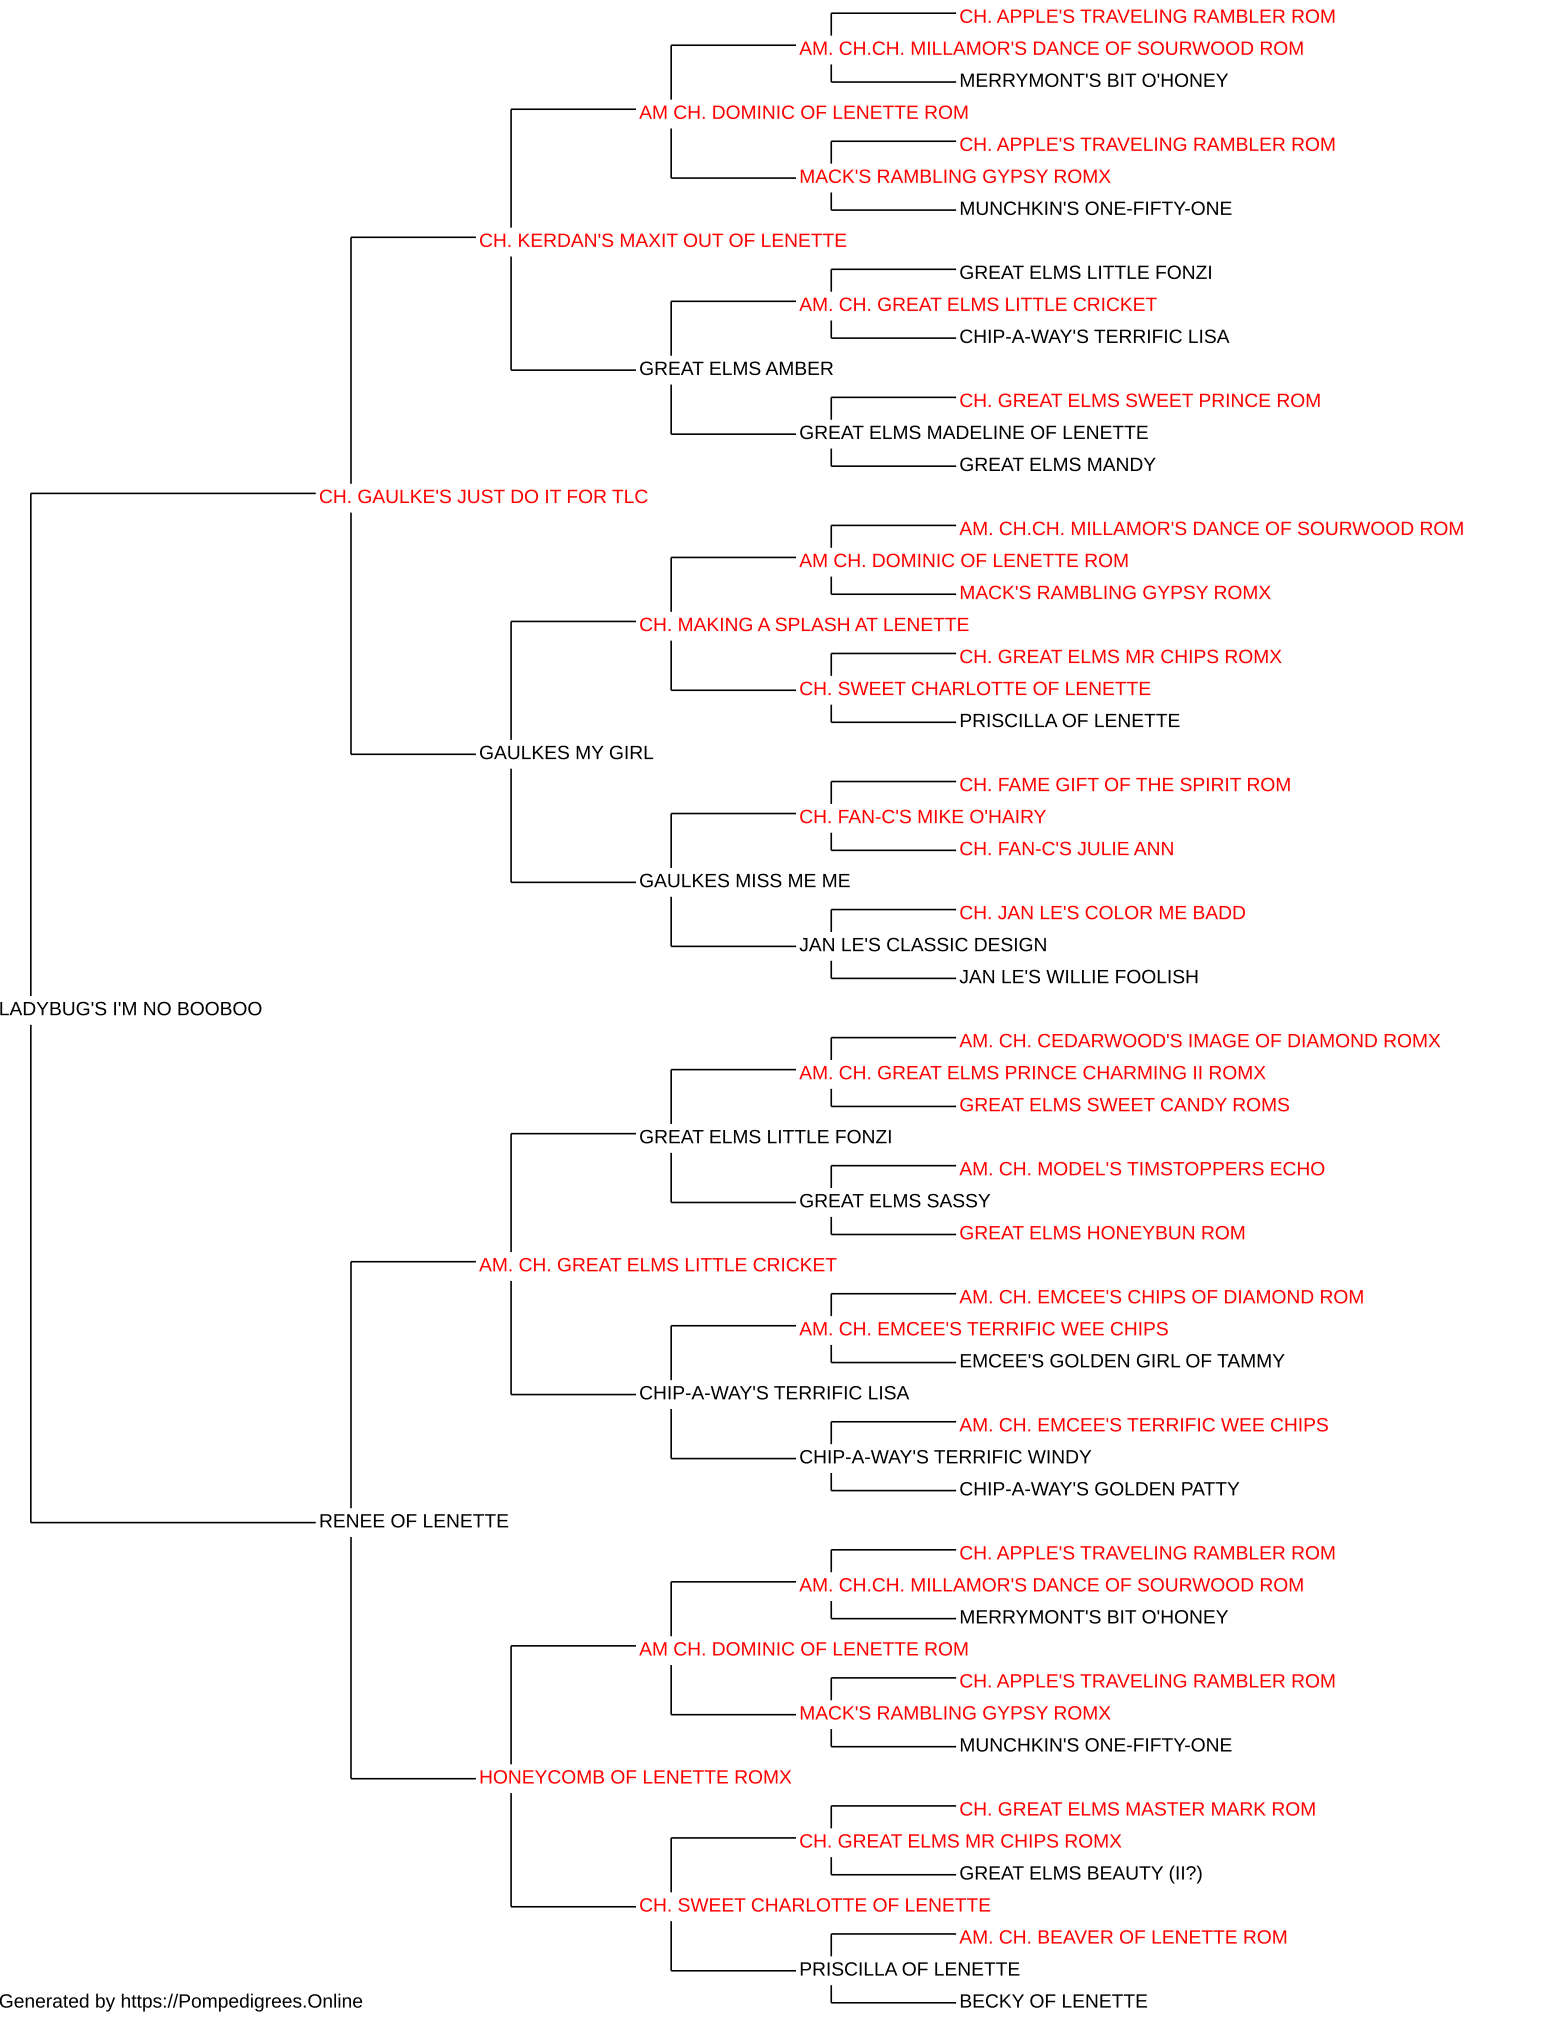 CH. APPLE'S TRAVELING RAMBLER ROM
AM. CH.CH. MILLAMOR'S DANCE OF SOURWOOD ROM
MERRYMONT'S BIT O'HONEY
AM CH. DOMINIC OF LENETTE ROM
CH. APPLE'S TRAVELING RAMBLER ROM
MACK'S RAMBLING GYPSY ROMX
MUNCHKIN'S ONE-FIFTY-ONE
CH. KERDAN'S MAXIT OUT OF LENETTE
GREAT ELMS LITTLE FONZI
AM. CH. GREAT ELMS LITTLE CRICKET
CHIP-A-WAY'S TERRIFIC LISA
GREAT ELMS AMBER
CH. GREAT ELMS SWEET PRINCE ROM
GREAT ELMS MADELINE OF LENETTE
GREAT ELMS MANDY
CH. GAULKE'S JUST DO IT FOR TLC
AM. CH.CH. MILLAMOR'S DANCE OF SOURWOOD ROM
AM CH. DOMINIC OF LENETTE ROM
MACK'S RAMBLING GYPSY ROMX
CH. MAKING A SPLASH AT LENETTE
CH. GREAT ELMS MR CHIPS ROMX
CH. SWEET CHARLOTTE OF LENETTE
PRISCILLA OF LENETTE
GAULKES MY GIRL
CH. FAME GIFT OF THE SPIRIT ROM
CH. FAN-C'S MIKE O'HAIRY
CH. FAN-C'S JULIE ANN
GAULKES MISS ME ME
CH. JAN LE'S COLOR ME BADD
JAN LE'S CLASSIC DESIGN
JAN LE'S WILLIE FOOLISH
LADYBUG'S I'M NO BOOBOO
AM. CH. CEDARWOOD'S IMAGE OF DIAMOND ROMX
AM. CH. GREAT ELMS PRINCE CHARMING II ROMX
GREAT ELMS SWEET CANDY ROMS
GREAT ELMS LITTLE FONZI
AM. CH. MODEL'S TIMSTOPPERS ECHO
GREAT ELMS SASSY
GREAT ELMS HONEYBUN ROM
AM. CH. GREAT ELMS LITTLE CRICKET
AM. CH. EMCEE'S CHIPS OF DIAMOND ROM
AM. CH. EMCEE'S TERRIFIC WEE CHIPS
EMCEE'S GOLDEN GIRL OF TAMMY
CHIP-A-WAY'S TERRIFIC LISA
AM. CH. EMCEE'S TERRIFIC WEE CHIPS
CHIP-A-WAY'S TERRIFIC WINDY
CHIP-A-WAY'S GOLDEN PATTY
RENEE OF LENETTE
CH. APPLE'S TRAVELING RAMBLER ROM
AM. CH.CH. MILLAMOR'S DANCE OF SOURWOOD ROM
MERRYMONT'S BIT O'HONEY
AM CH. DOMINIC OF LENETTE ROM
CH. APPLE'S TRAVELING RAMBLER ROM
MACK'S RAMBLING GYPSY ROMX
MUNCHKIN'S ONE-FIFTY-ONE
HONEYCOMB OF LENETTE ROMX
CH. GREAT ELMS MASTER MARK ROM
CH. GREAT ELMS MR CHIPS ROMX
GREAT ELMS BEAUTY (II?)
CH. SWEET CHARLOTTE OF LENETTE
AM. CH. BEAVER OF LENETTE ROM
PRISCILLA OF LENETTE
BECKY OF LENETTE
Generated by https://Pompedigrees.Online